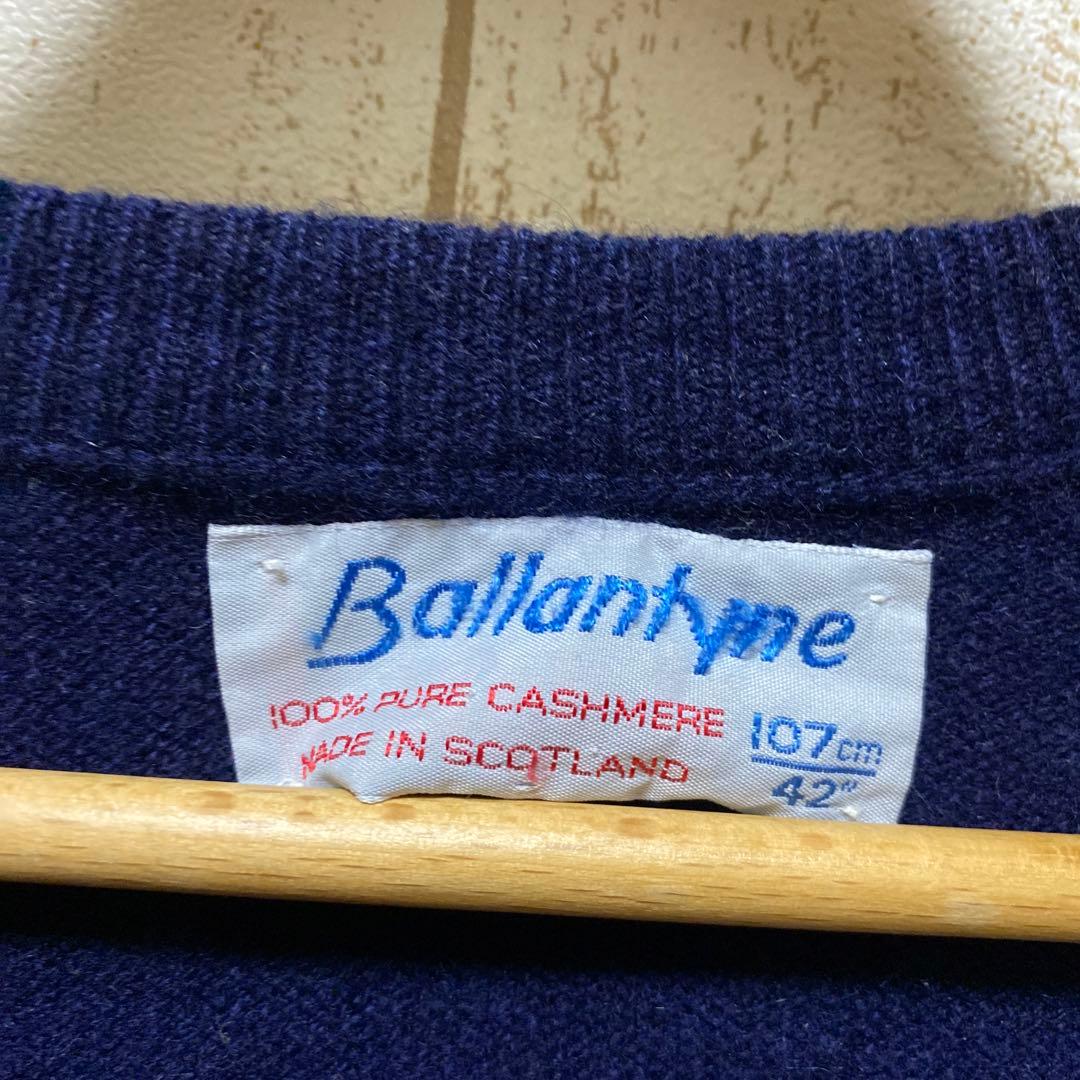 Ballantyne
100% PURE CASHMERE
MADE IN SCOTLAND
107cm
42"